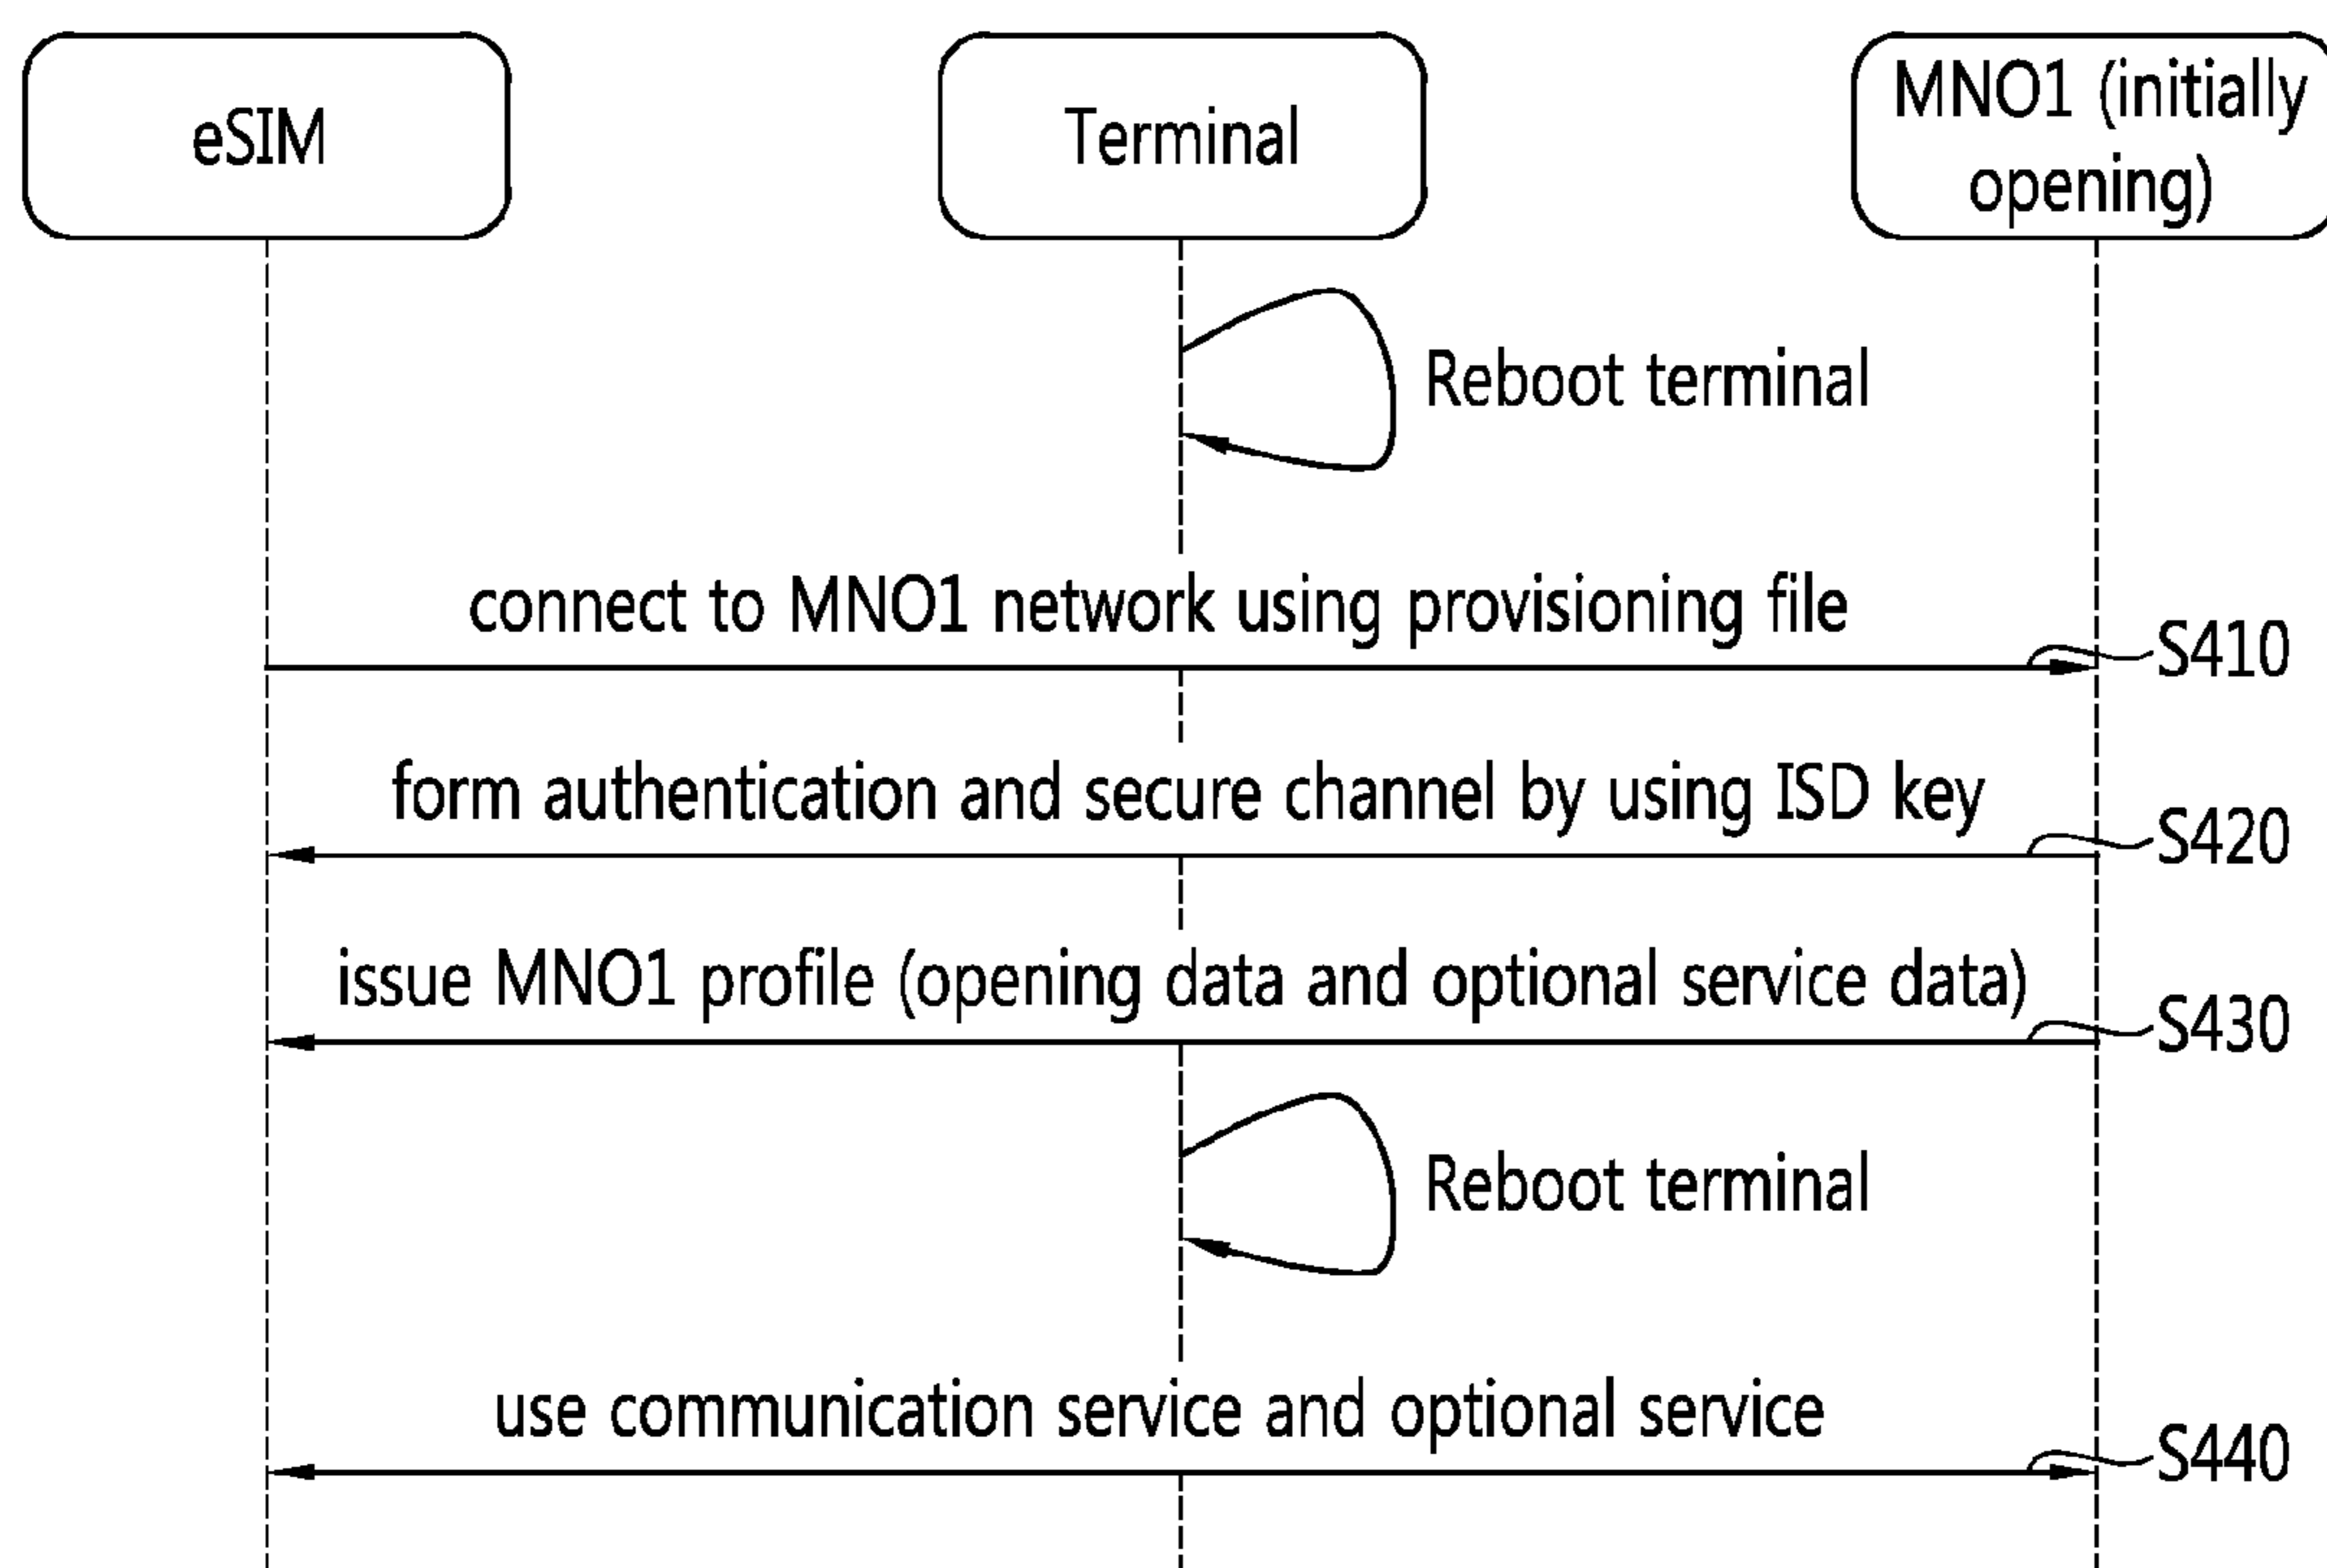 eSIM
Terminal
MNO1 (initially
opening)
Reboot terminal
connect to MNO1 network using provisioning file
S410
form authentication and secure channel by using ISD key
S420
issue MNO1 profile (opening data and optional service data)
S430
Reboot terminal
use communication service and optional service
S440